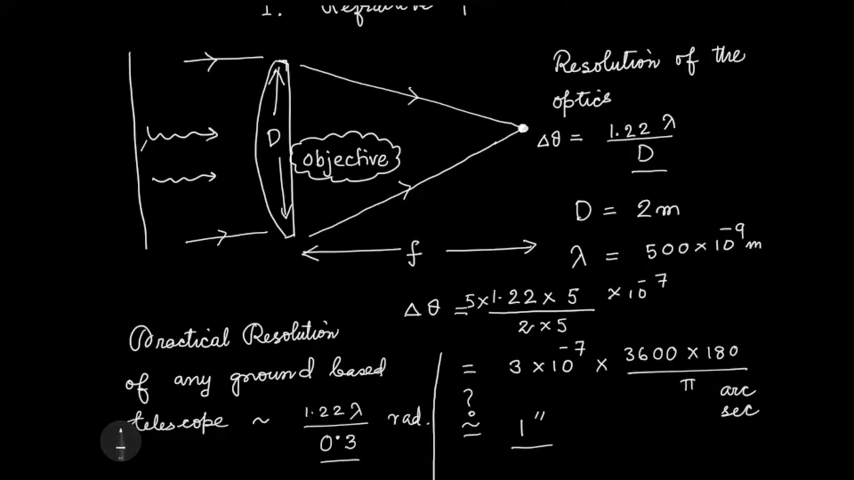 1. Refractive
D
objective
f
Resolution of the
optics
Δθ = 1.22 λ / D
D = 2m
λ = 500 × 10⁻⁹ m
Δθ = 5×1.22 × 5 / 2 × 5 × 10⁻⁷
= 3 × 10⁻⁷ × 3600 × 180 / π arc
sec
?
≃ 1"
Practical Resolution
of any ground based
telescope ~ 1.22 λ / 0.3 rad.